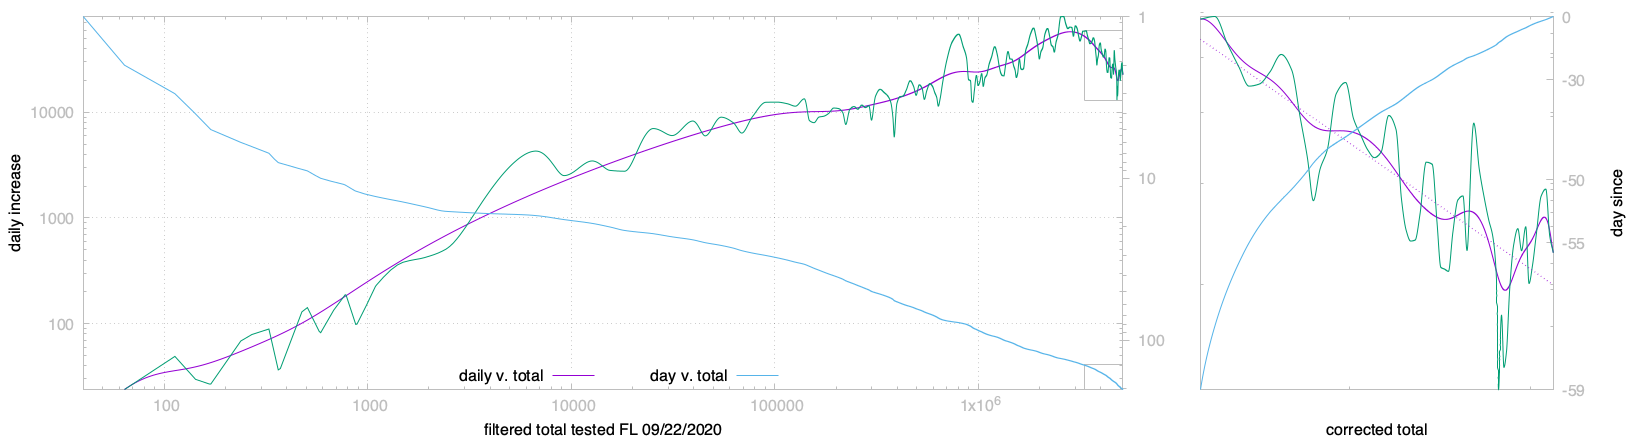 daily increase
10000
1000
100
100
1000
10000
100000
1x10^6
filtered total tested FL 09/22/2020
daily v. total
day v. total
1
10
100
0
-30
-50
-55
-59
day since
corrected total